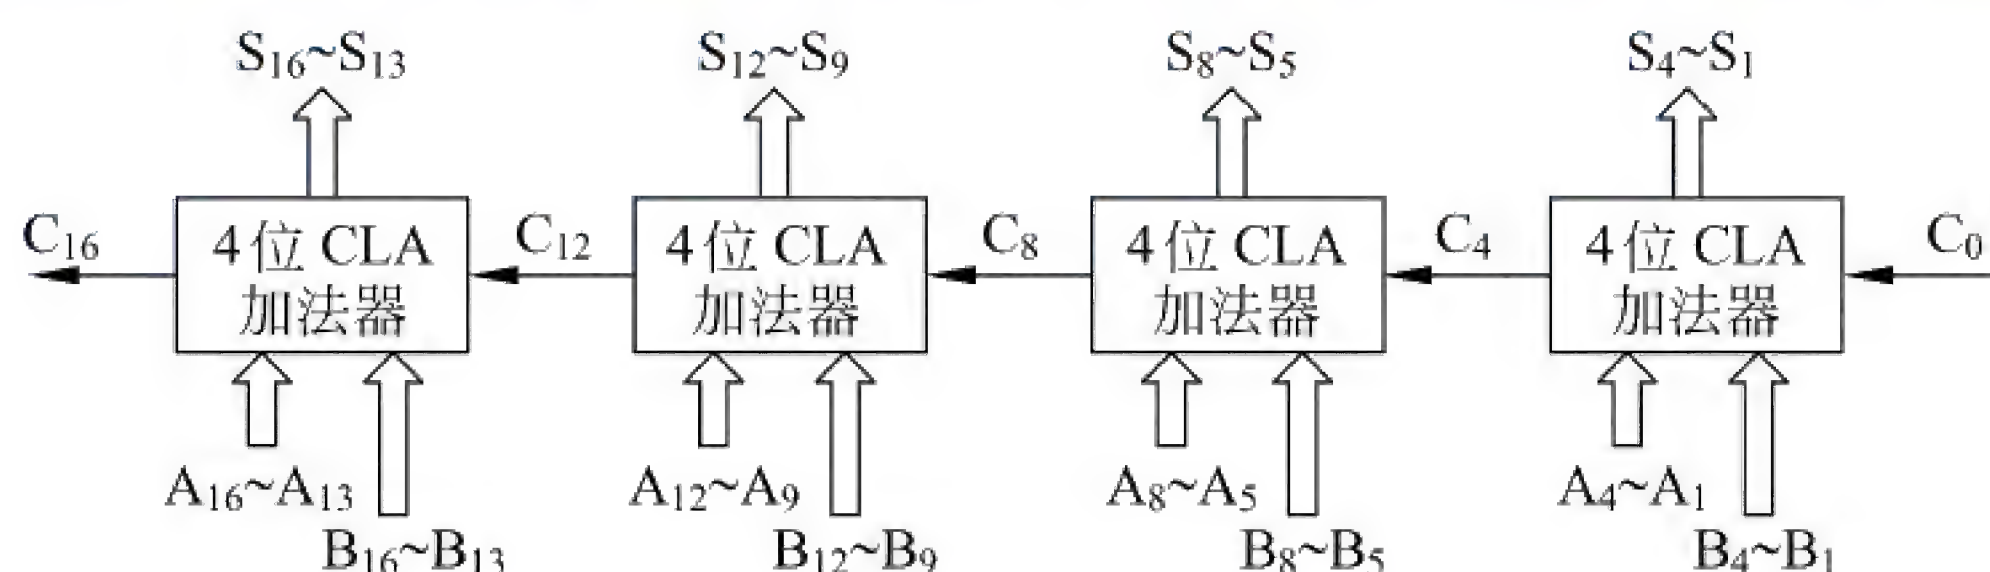 S₁₆~S₁₃ S₁₂~S₉ S₈~S₅ S₄~S₁
C₁₆ 4位 CLA C₁₂ 4位 CLA C₈ 4位 CLA C₄ 4位 CLA C₀
加法器 加法器 加法器 加法器
A₁₆~A₁₃ A₁₂~A₉ A₈~A₅ A₄~A₁
B₁₆~B₁₃ B₁₂~B₉ B₈~B₅ B₄~B₁